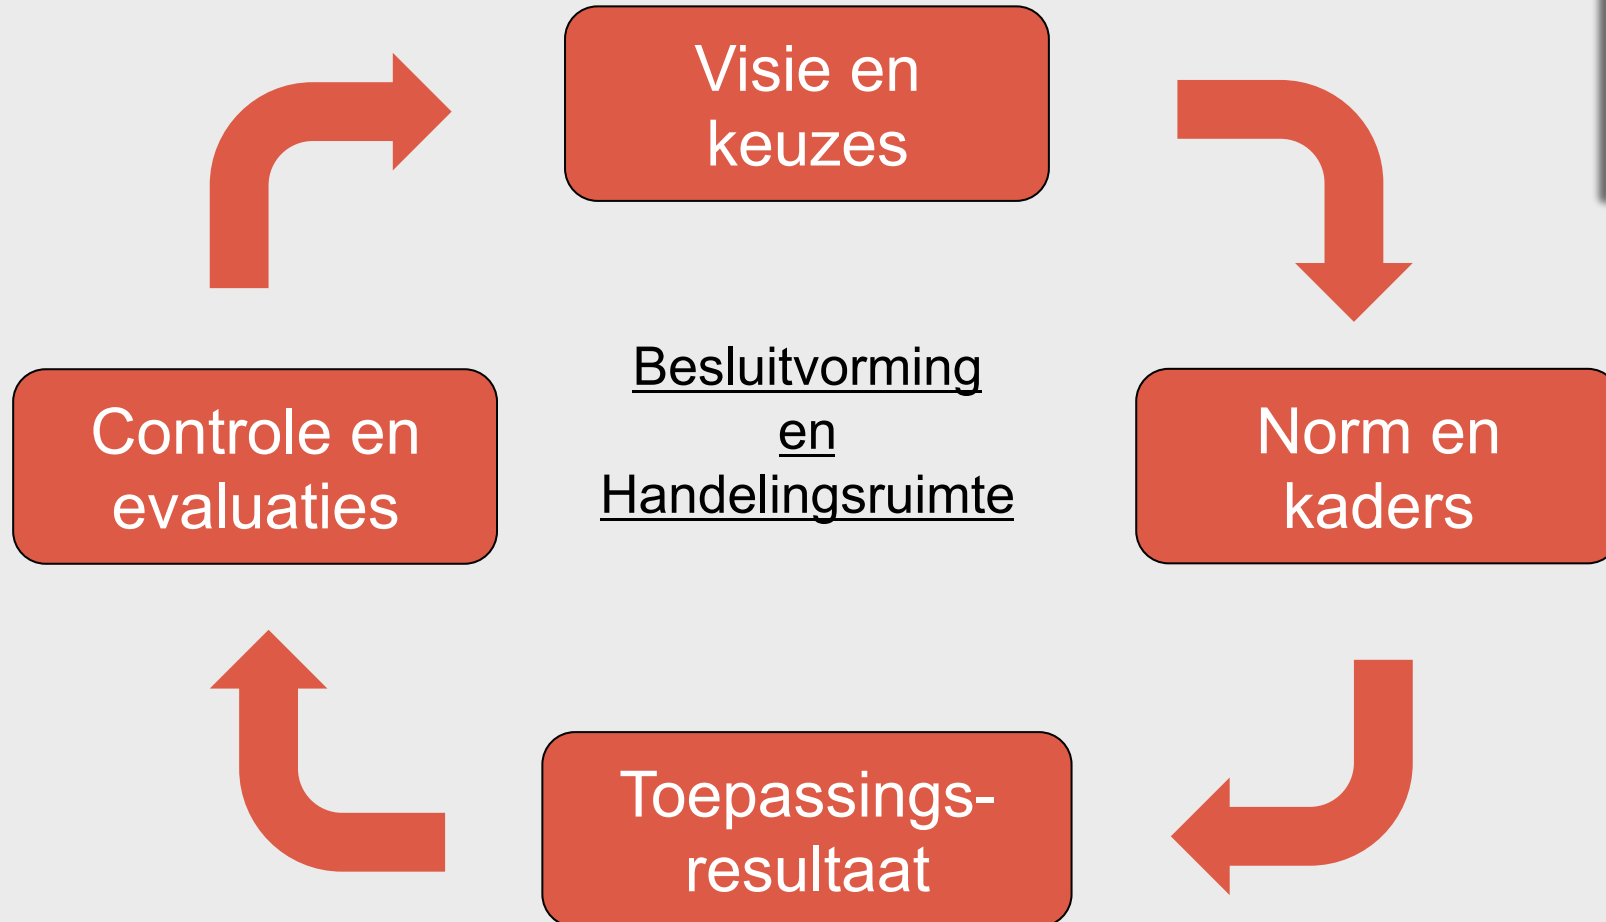 Visie en
keuzes
Norm en
kaders
Toepassings-
resultaat
Controle en
evaluaties
Besluitvorming
en
Handelingsruimte